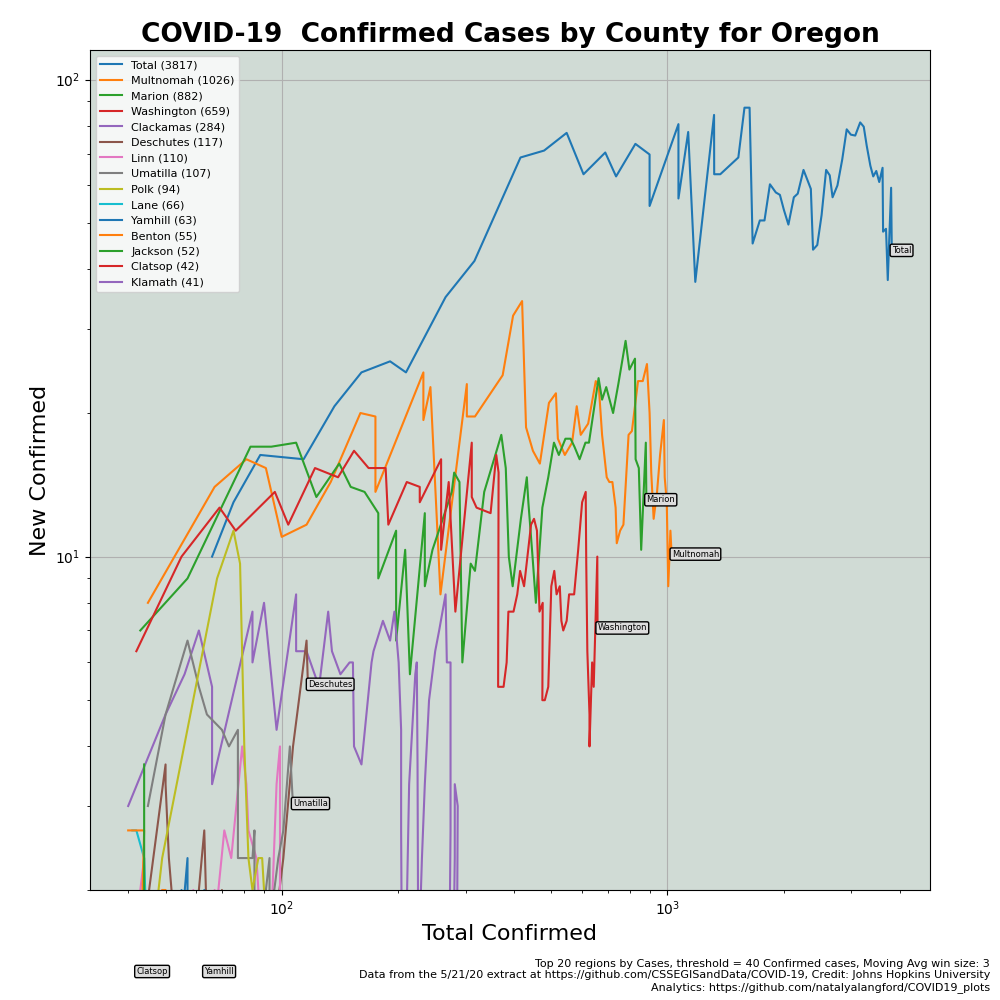 COVID-19  Confirmed Cases by County for Oregon
Total (3817)
Multnomah (1026)
Marion (882)
Washington (659)
Clackamas (284)
Deschutes (117)
Linn (110)
Umatilla (107)
Polk (94)
Lane (66)
Yamhill (63)
Benton (55)
Jackson (52)
Clatsop (42)
Klamath (41)
10²
10¹
New Confirmed
Total
Marion
Multnomah
Washington
Deschutes
Umatilla
10² 10³
Total Confirmed
Clatsop Yamhill
Top 20 regions by Cases, threshold = 40 Confirmed cases, Moving Avg win size: 3
Data from the 5/21/20 extract at https://github.com/CSSEGISandData/COVID-19, Credit: Johns Hopkins University
Analytics: https://github.com/natalyalangford/COVID19_plots